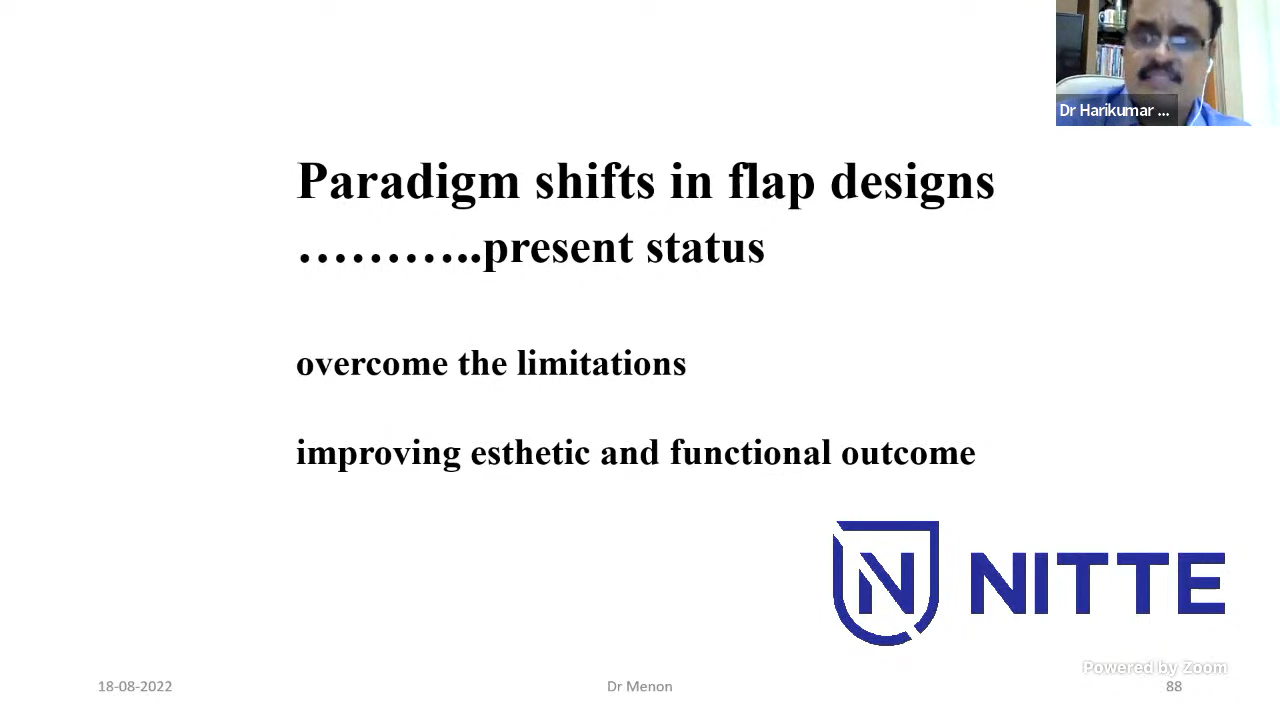 Dr Harikumar ...
Paradigm shifts in flap designs
………..present status
overcome the limitations
improving esthetic and functional outcome
N NITTE
Powered by Zoom
18-08-2022 Dr Menon 88